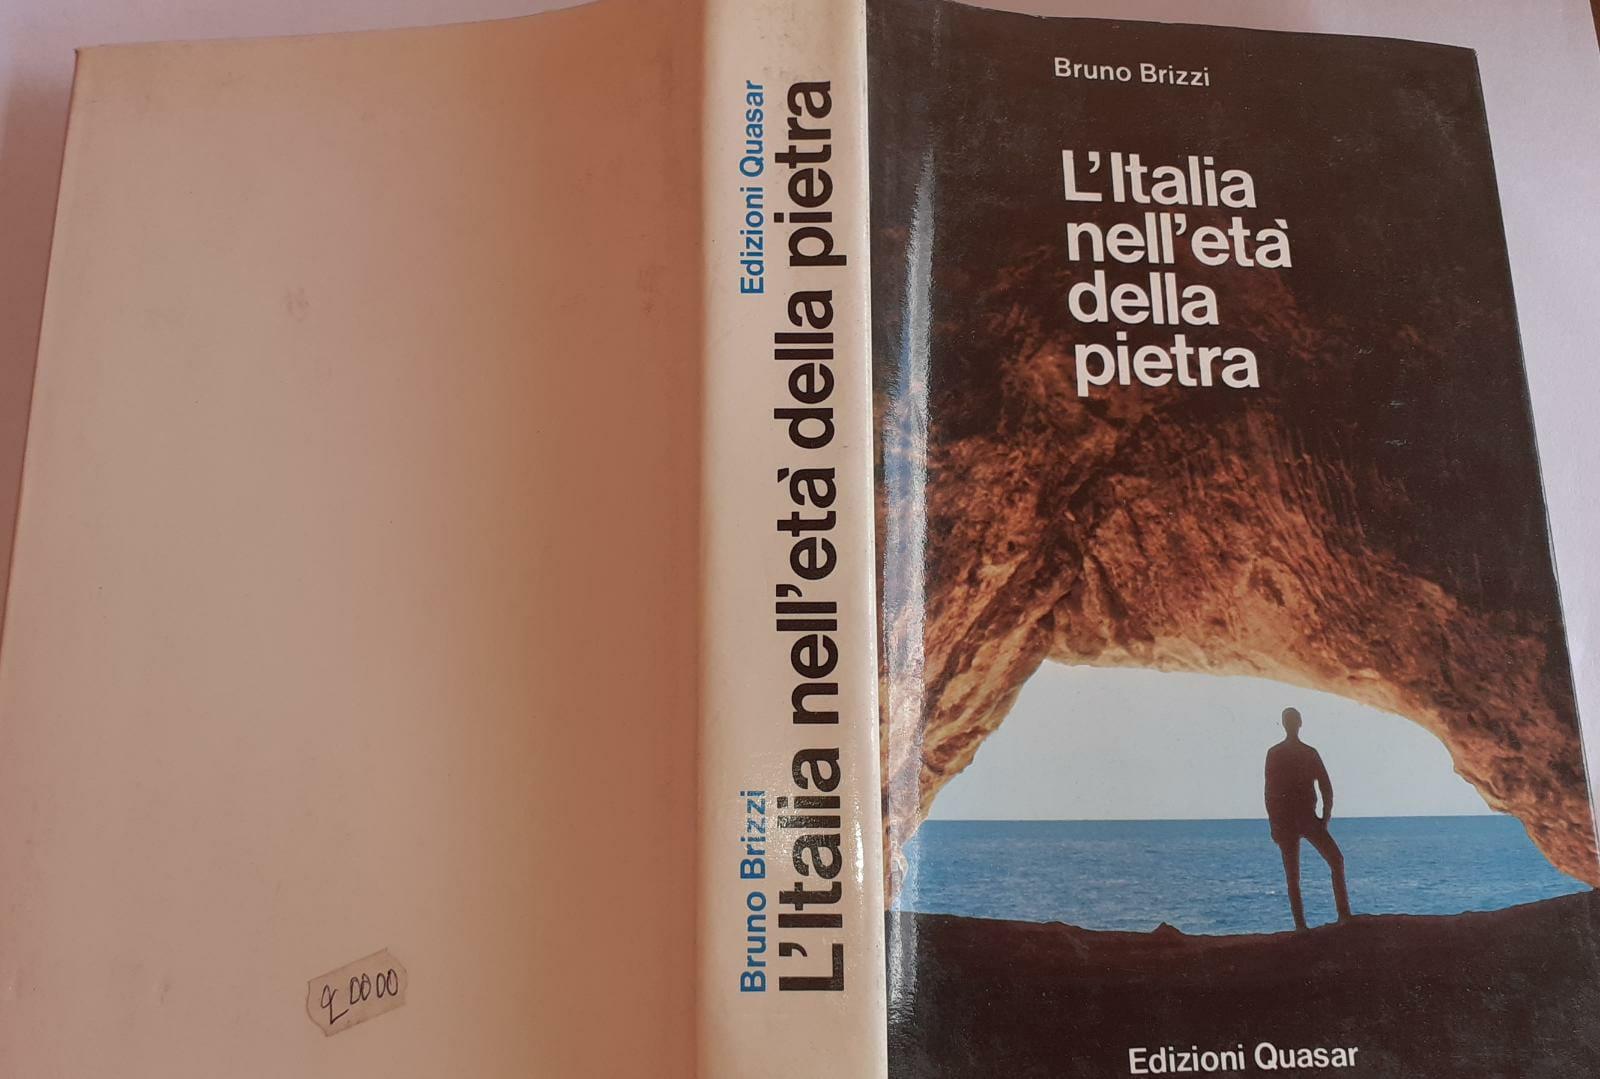 Bruno Brizzi
L'Italia
nell'età
della
pietra
Edizioni Quasar
Bruno Brizzi
Edizioni Quasar
L'Italia nell'età della pietra